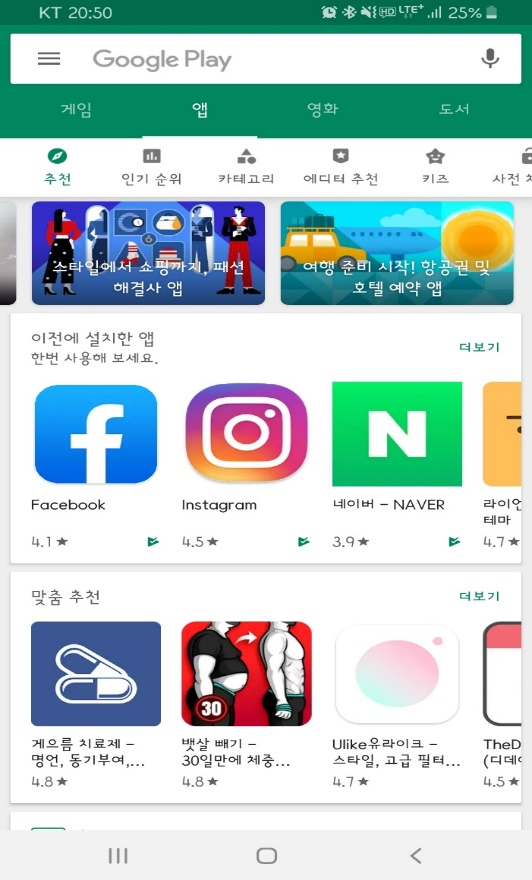 KT 20:50 HD LTE+ 25%
Google Play
게임 앱 영화 도서
추천 인기 순위 카테고리 에디터 추천 키즈 사전
스타일에서 쇼핑까지, 패션
해결사 앱
여행 준비 시작! 항공권 및
호텔 예약 앱
이전에 설치한 앱
한번 사용해 보세요.
더보기
N
Facebook Instagram 네이버 – NAVER 라이언
테마
4.1★ 4.5★ 3.9★ 4.7★
맞춤 추천 더보기
30
게으름 치료제 – 뱃살 빼기 – Ulike유라이크 – TheD
명언, 동기부여,... 30일만에 체중... 스타일, 고급 필터... (디데이
4.8★ 4.8★ 4.7★ 4.5★